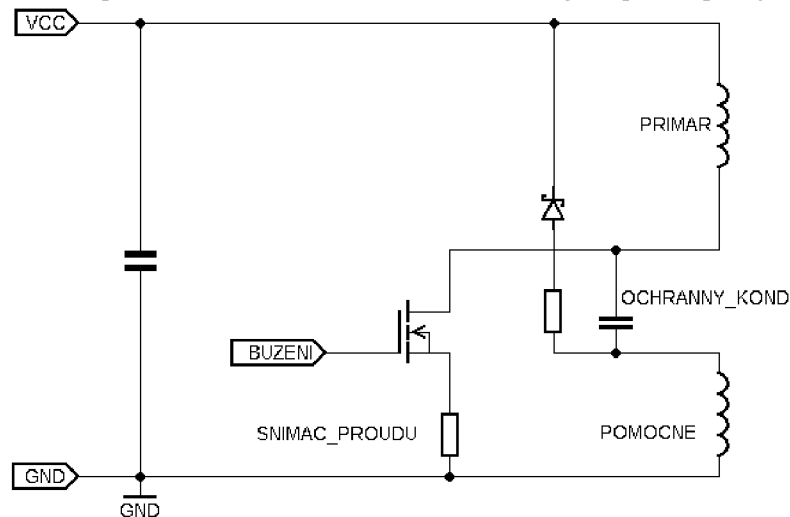 VCC
PRIMAR
OCHRANNY_KOND
BUZENI
SNIMAC_PROUDU
POMOCNE
GND
GND